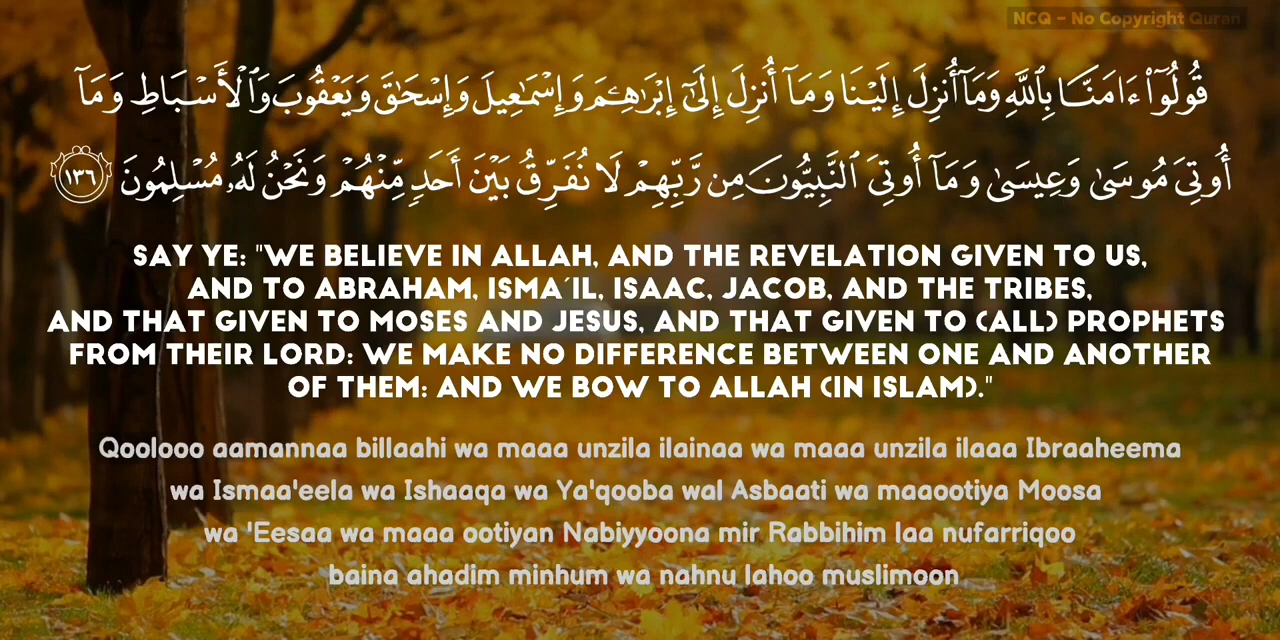 NCQ - No Copyright Quran
قُولُوٓا۟ ءَامَنَّا بِٱللَّهِ وَمَآ أُنزِلَ إِلَيْنَا وَمَآ أُنزِلَ إِلَىٰٓ إِبْرَٰهِۦمَ وَإِسْمَٰعِيلَ وَإِسْحَٰقَ وَيَعْقُوبَ وَٱلْأَسْبَاطِ وَمَآ
أُوتِىَ مُوسَىٰ وَعِيسَىٰ وَمَآ أُوتِىَ ٱلنَّبِيُّونَ مِن رَّبِّهِمْ لَا نُفَرِّقُ بَيْنَ أَحَدٍ مِّنْهُمْ وَنَحْنُ لَهُۥ مُسْلِمُونَ ١٣٦
SAY YE: "WE BELIEVE IN ALLAH, AND THE REVELATION GIVEN TO US,
AND TO ABRAHAM, ISMA´IL, ISAAC, JACOB, AND THE TRIBES,
AND THAT GIVEN TO MOSES AND JESUS, AND THAT GIVEN TO (ALL) PROPHETS
FROM THEIR LORD: WE MAKE NO DIFFERENCE BETWEEN ONE AND ANOTHER
OF THEM: AND WE BOW TO ALLAH (IN ISLAM)."
Qoolooo aamannaa billaahi wa maaa unzila ilainaa wa maaa unzila ilaaa Ibraaheema
wa Ismaa'eela wa Ishaaqa wa Ya'qooba wal Asbaati wa maaootiya Moosa
wa 'Eesaa wa maaa ootiyan Nabiyyoona mir Rabbihim laa nufarriqoo
baina ahadim minhum wa nahnu lahoo muslimoon